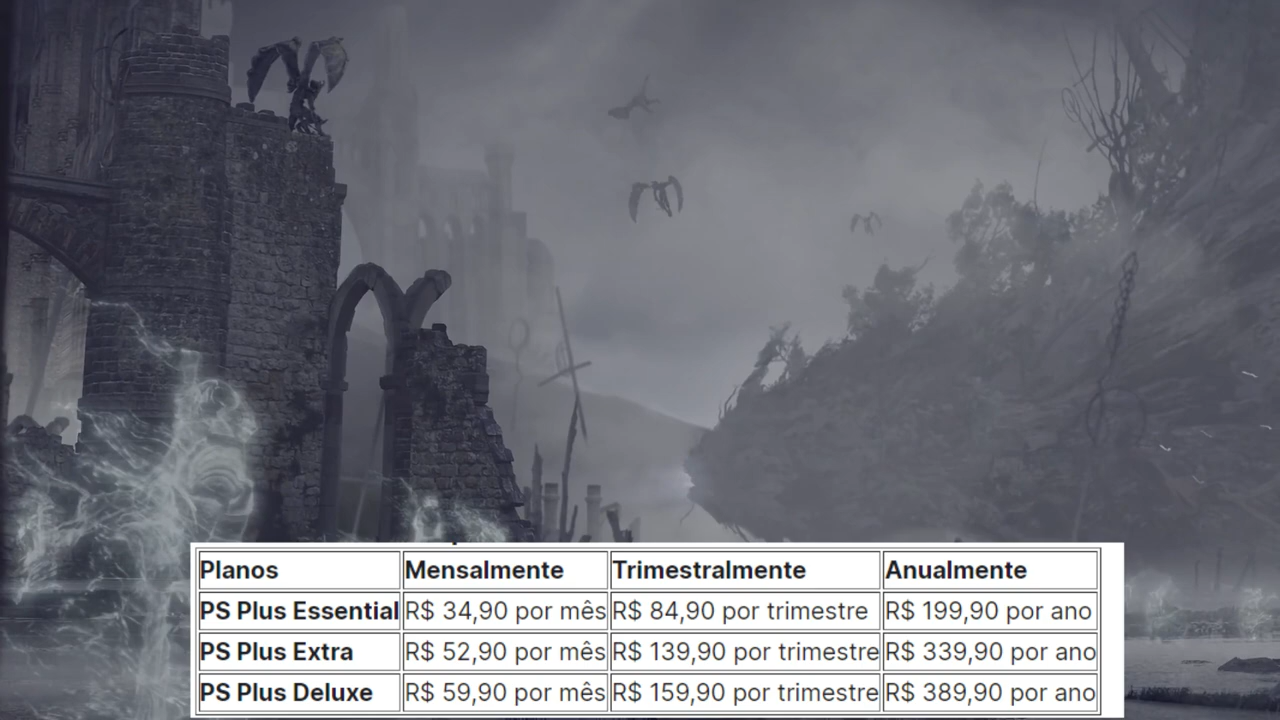 Planos Mensalmente Trimestralmente Anualmente
PS Plus Essential R$ 34,90 por mês R$ 84,90 por trimestre R$ 199,90 por ano
PS Plus Extra R$ 52,90 por mês R$ 139,90 por trimestre R$ 339,90 por ano
PS Plus Deluxe R$ 59,90 por mês R$ 159,90 por trimestre R$ 389,90 por ano